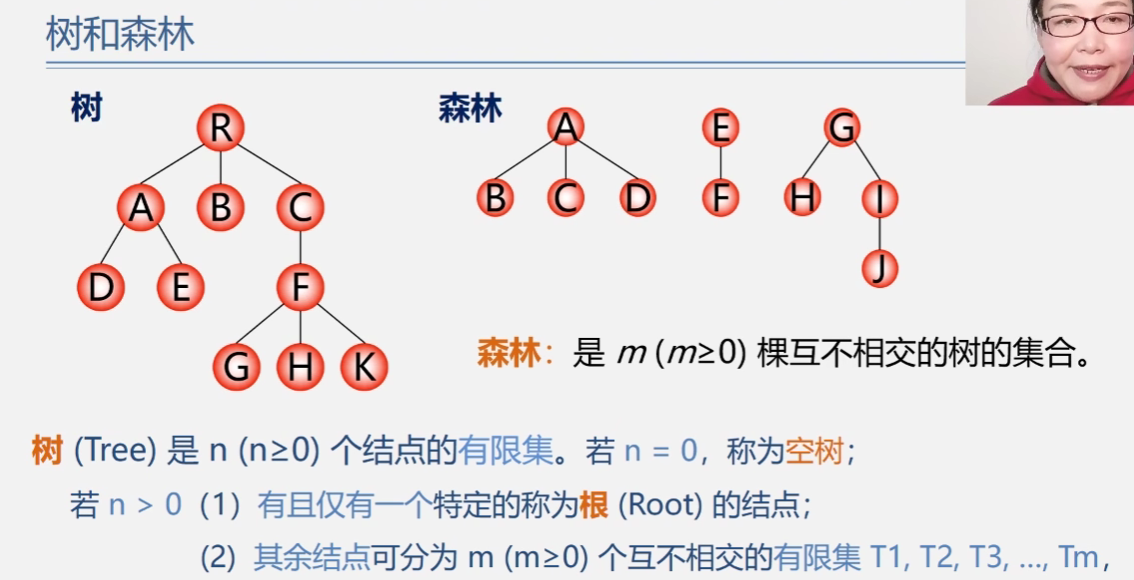 树和森林
树
森林
R
A B C
D E F
G H K
A E G
B C D F H I
J
森林：是 m (m≥0) 棵互不相交的树的集合。
树 (Tree) 是 n (n≥0) 个结点的有限集。若 n = 0，称为空树；
若 n > 0 (1) 有且仅有一个特定的称为根 (Root) 的结点；
(2) 其余结点可分为 m (m≥0) 个互不相交的有限集 T1, T2, T3, …, Tm，